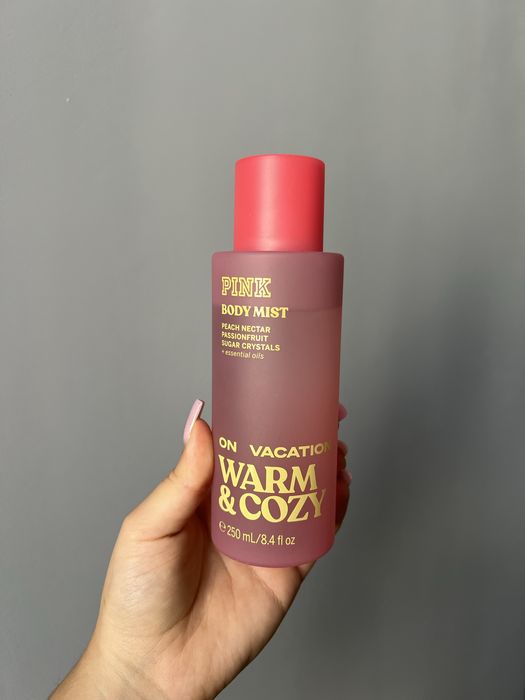 PINK
BODY MIST
PEACH NECTAR
PASSIONFRUIT
SUGAR CRYSTALS
+ essential oils
ON VACATION
WARM
& COZY
℮ 250 mL/8.4 fl oz